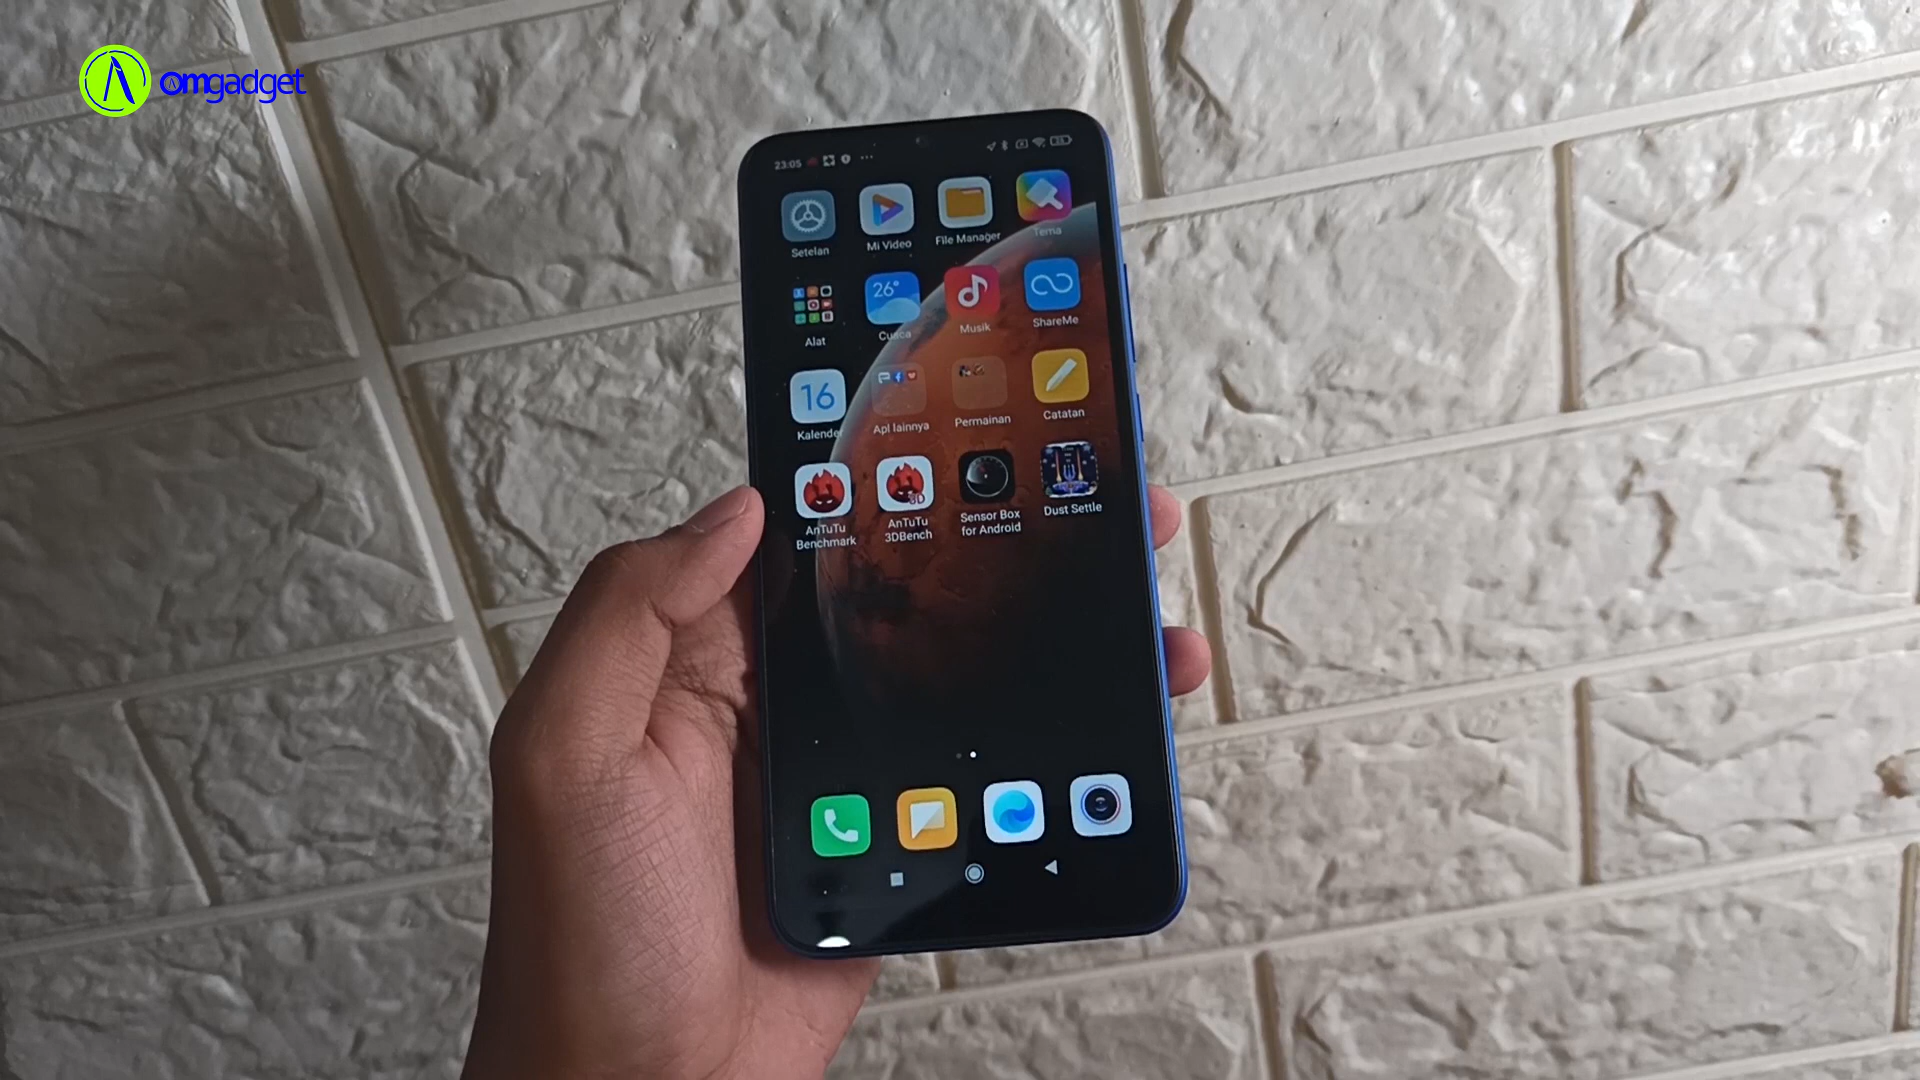 omgadget
23:05
Setelan
Mi Video
File Manager
Tema
Alat
26°
Cuaca
Musik
ShareMe
16
Kalender
Apl lainnya
Permainan
Catatan
AnTuTu
Benchmark
3D
AnTuTu
3DBench
Sensor Box
for Android
Dust Settle